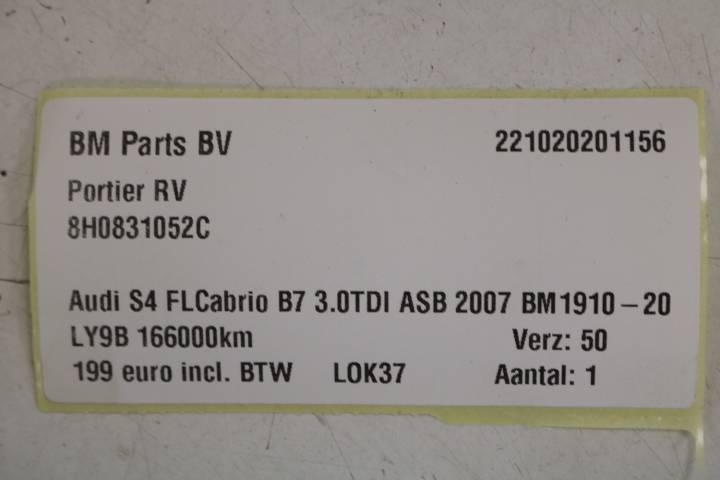 BM Parts BV 221020201156
Portier RV
8H0831052C
Audi S4 FLCabrio B7 3.0TDI ASB 2007 BM1910-20
LY9B 166000km Verz: 50
199 euro incl. BTW LOK37 Aantal: 1